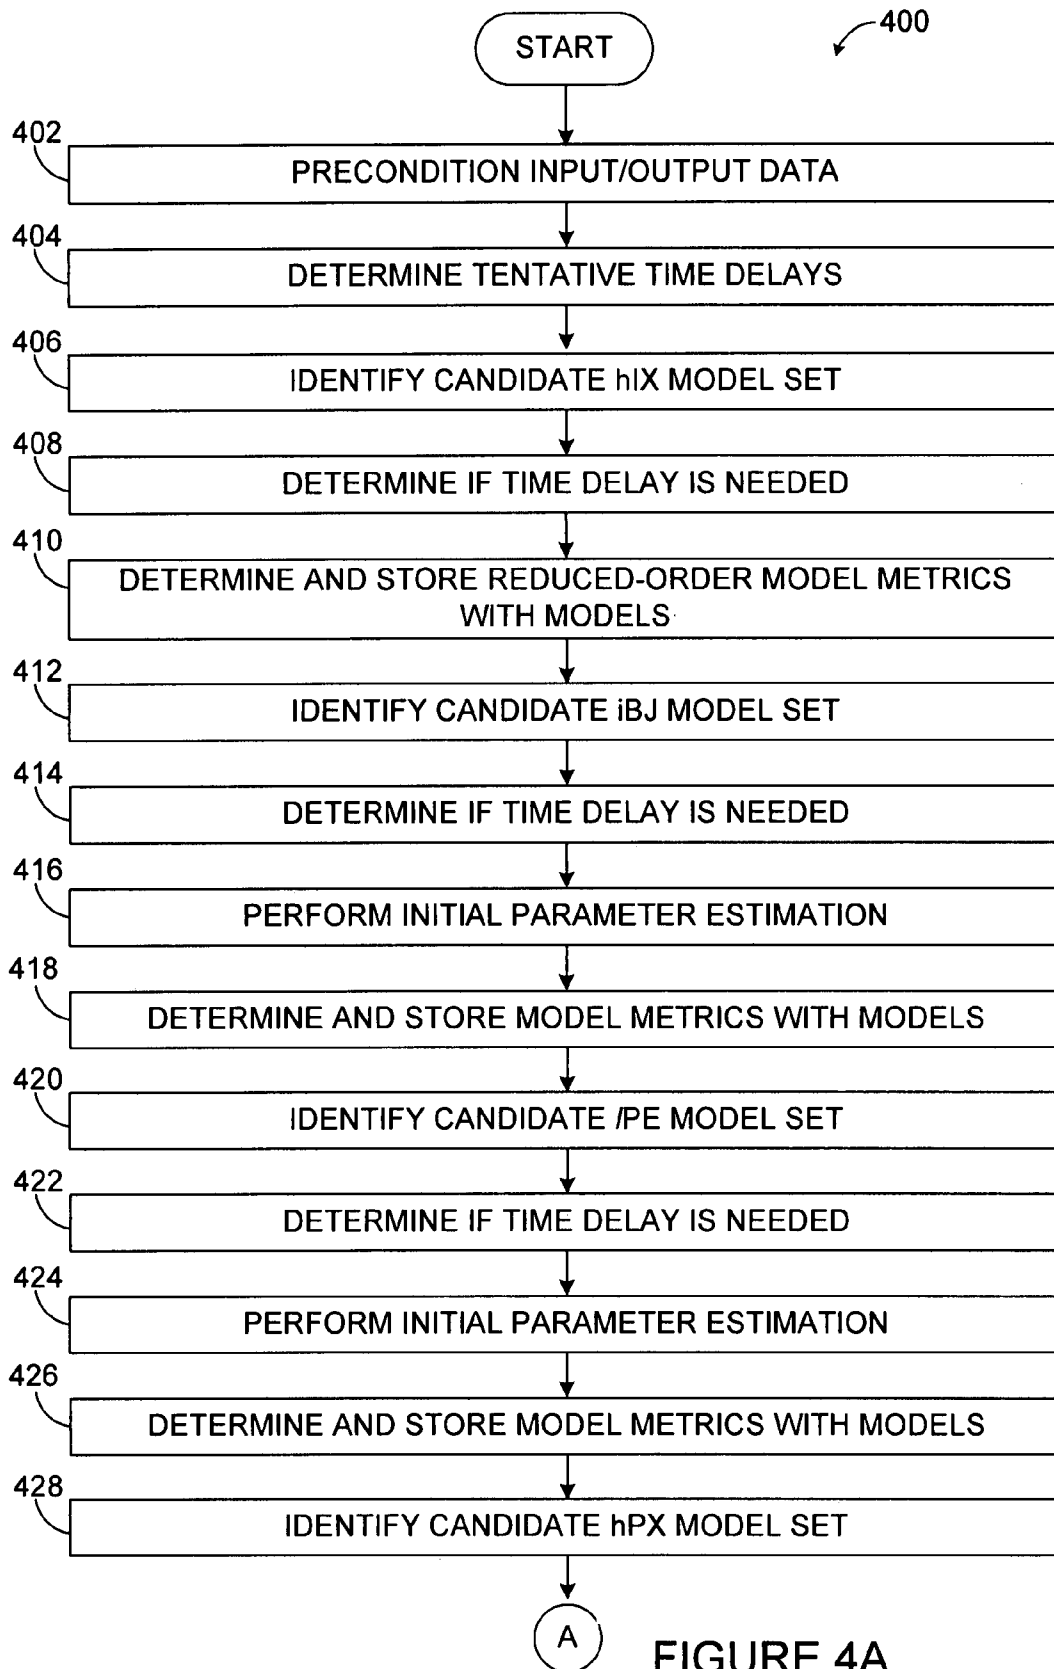 400
START
402
PRECONDITION INPUT/OUTPUT DATA
404
DETERMINE TENTATIVE TIME DELAYS
406
IDENTIFY CANDIDATE hIX MODEL SET
408
DETERMINE IF TIME DELAY IS NEEDED
410
DETERMINE AND STORE REDUCED-ORDER MODEL METRICS
WITH MODELS
412
IDENTIFY CANDIDATE iBJ MODEL SET
414
DETERMINE IF TIME DELAY IS NEEDED
416
PERFORM INITIAL PARAMETER ESTIMATION
418
DETERMINE AND STORE MODEL METRICS WITH MODELS
420
IDENTIFY CANDIDATE /PE MODEL SET
422
DETERMINE IF TIME DELAY IS NEEDED
424
PERFORM INITIAL PARAMETER ESTIMATION
426
DETERMINE AND STORE MODEL METRICS WITH MODELS
428
IDENTIFY CANDIDATE hPX MODEL SET
A
FIGURE 4A